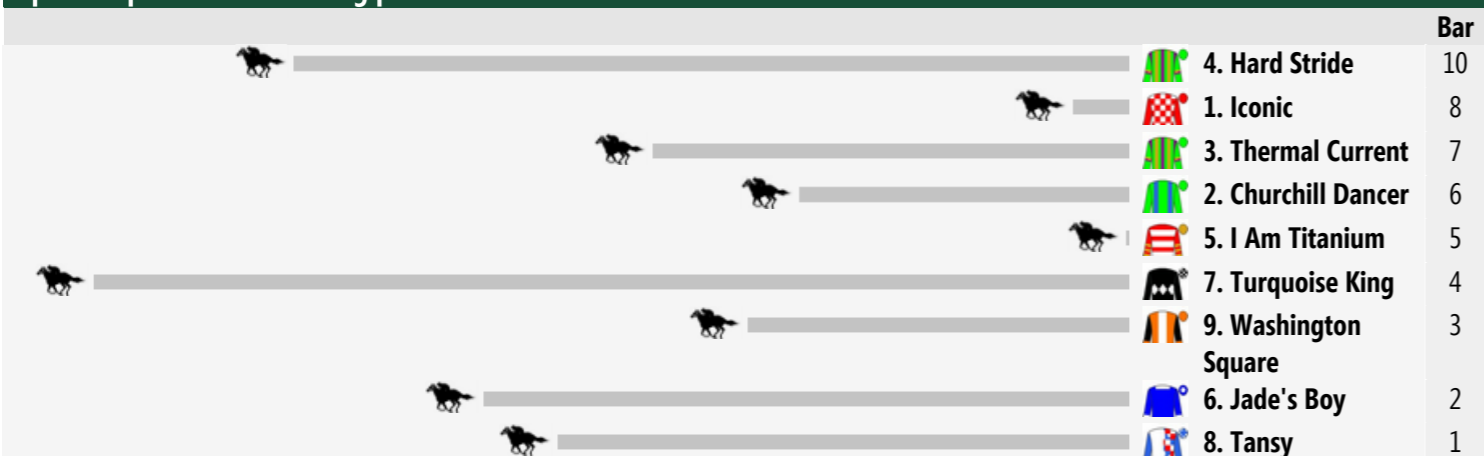 Bar
4. Hard Stride 10
1. Iconic 8
3. Thermal Current 7
2. Churchill Dancer 6
5. I Am Titanium 5
7. Turquoise King 4
9. Washington 3
Square
6. Jade's Boy 2
8. Tansy 1